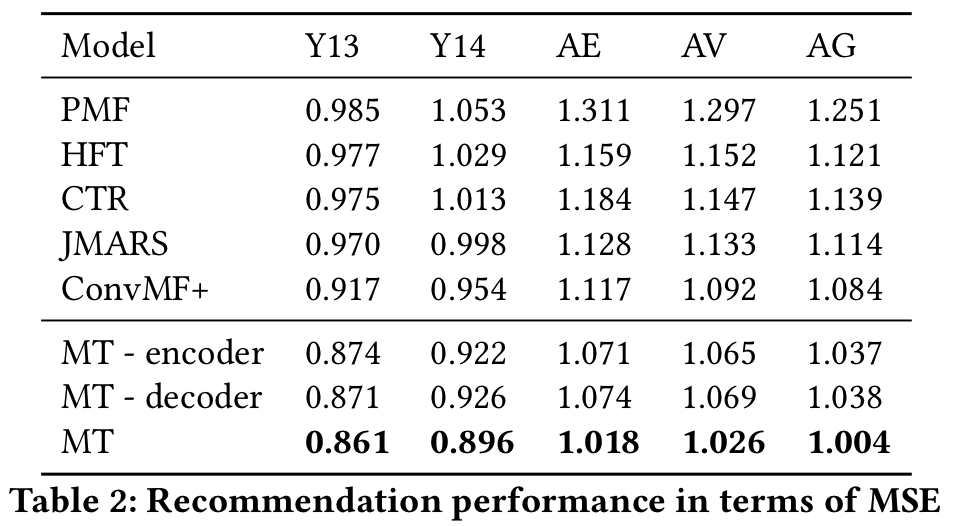 Model Y13 Y14 AE AV AG
PMF 0.985 1.053 1.311 1.297 1.251
HFT 0.977 1.029 1.159 1.152 1.121
CTR 0.975 1.013 1.184 1.147 1.139
JMARS 0.970 0.998 1.128 1.133 1.114
ConvMF+ 0.917 0.954 1.117 1.092 1.084
MT - encoder 0.874 0.922 1.071 1.065 1.037
MT - decoder 0.871 0.926 1.074 1.069 1.038
MT 0.861 0.896 1.018 1.026 1.004
Table 2: Recommendation performance in terms of MSE